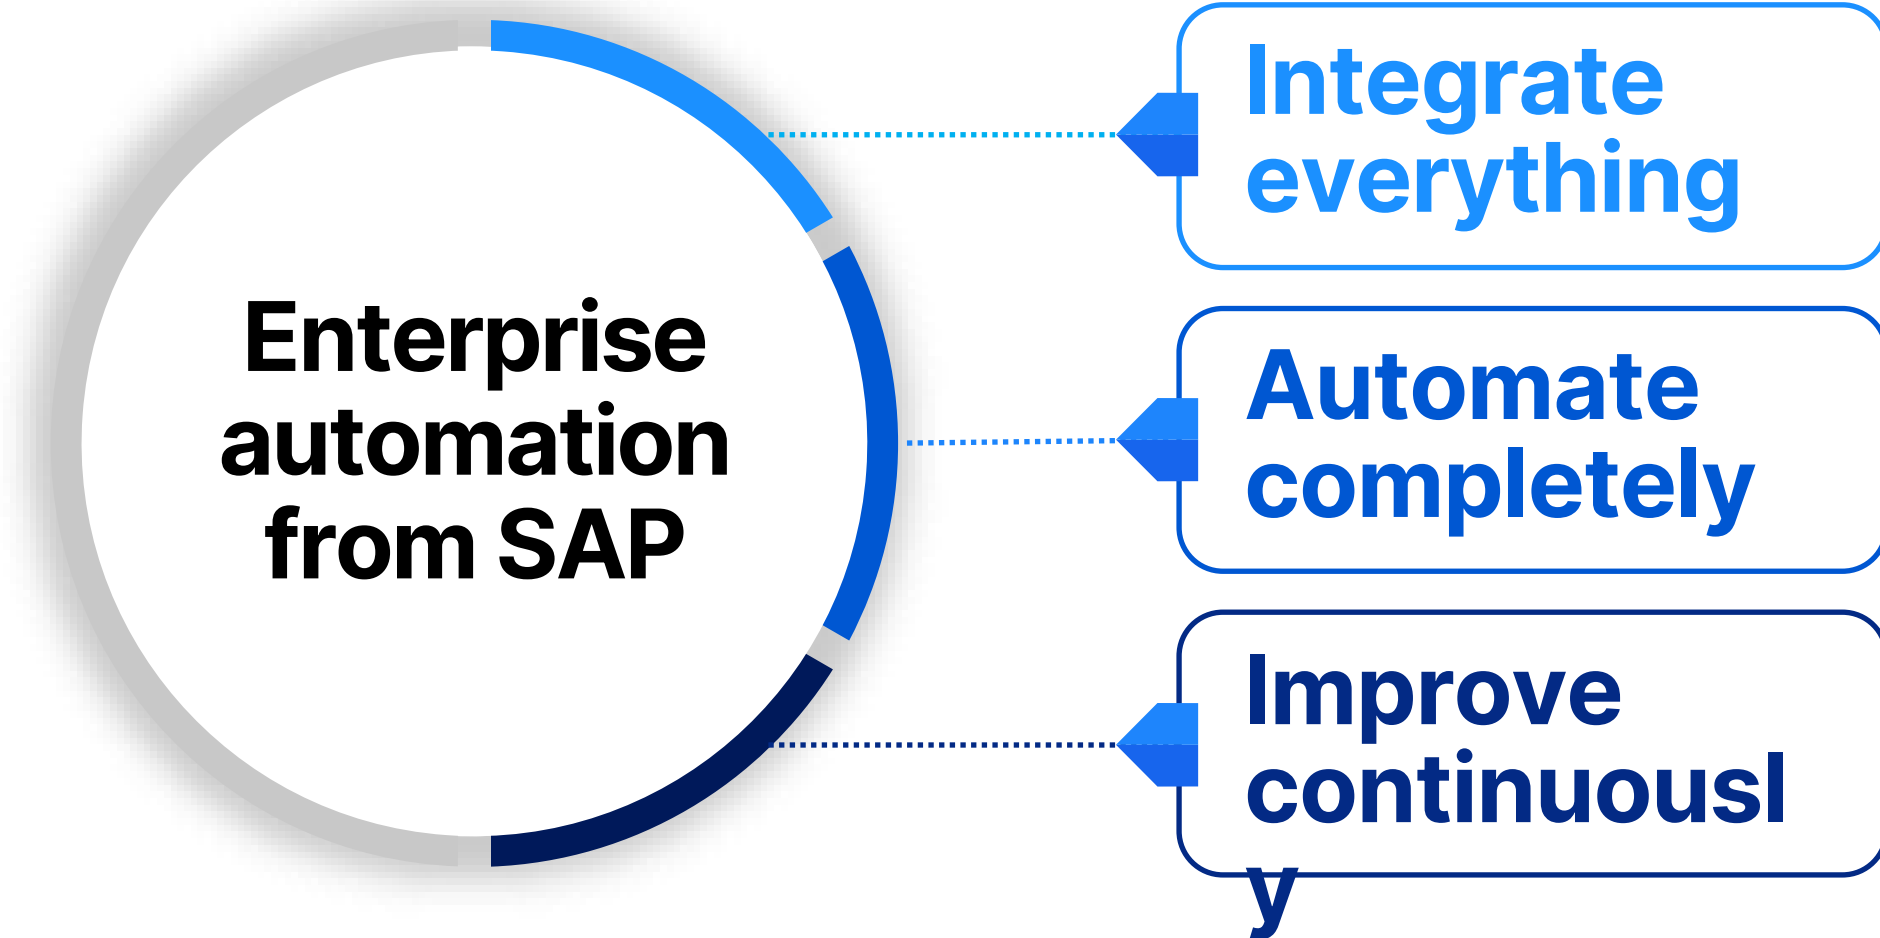 Enterprise
automation
from SAP
Integrate
everything
Automate
completely
Improve
continuousl
y